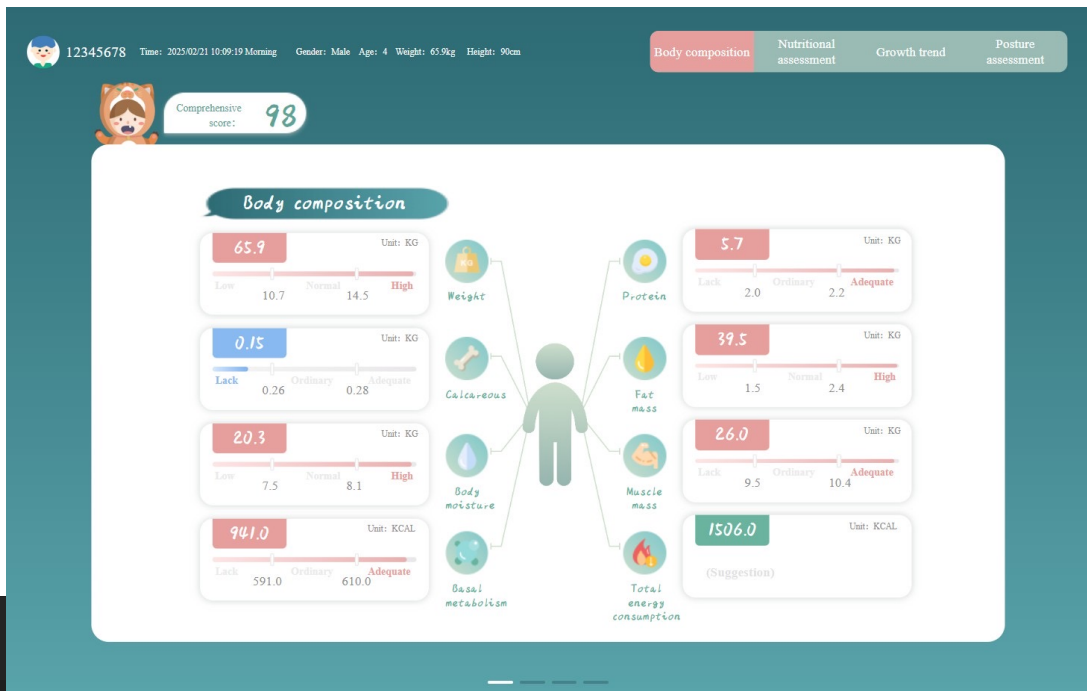 12345678 Time: 2025/02/21 10:09:19 Morning Gender: Male Age: 4 Weight: 65.9kg Height: 90cm
Body composition
Nutritional
assessment
Growth trend
Posture
assessment
Comprehensive
score:
98
Body composition
65.9
Unit: KG
Low Normal High
10.7 14.5
KG
Weight
0.15
Unit: KG
Lack Ordinary Adequate
0.26 0.28
Calcareous
20.3
Unit: KG
Low Normal High
7.5 8.1
Body
moisture
941.0
Unit: KCAL
Lack Ordinary Adequate
591.0 610.0
Basal
metabolism
Protein
5.7
Unit: KG
Lack Ordinary Adequate
2.0 2.2
Fat
mass
39.5
Unit: KG
Low Normal High
1.5 2.4
Muscle
mass
26.0
Unit: KG
Lack Ordinary Adequate
9.5 10.4
Total
energy
consumption
1506.0
Unit: KCAL
(Suggestion)